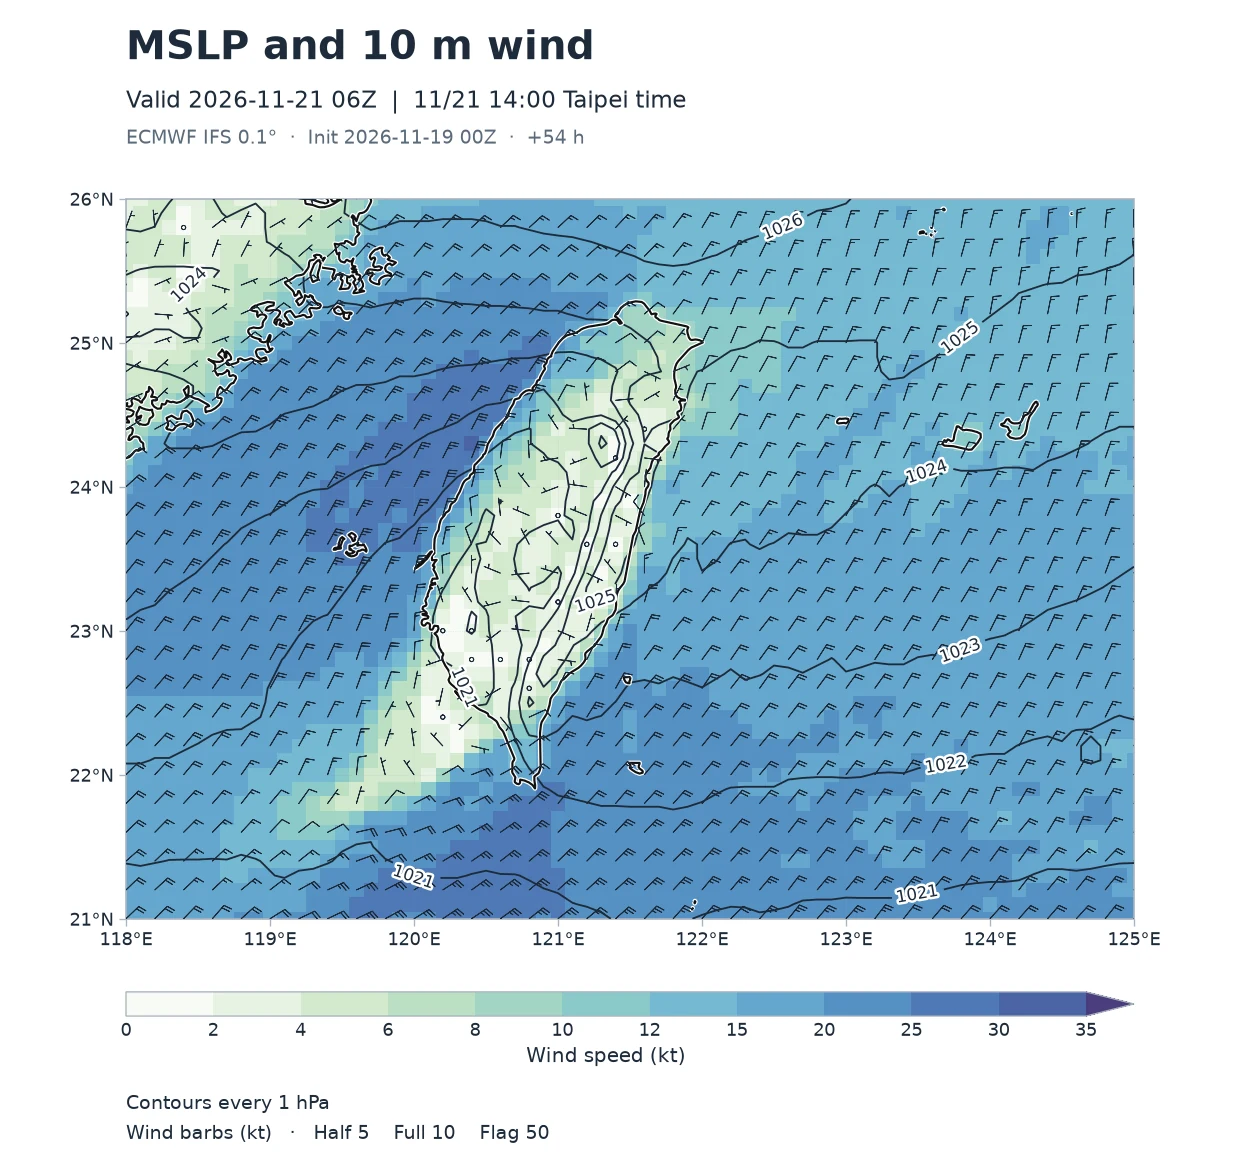 MSLP and 10 m wind
Valid 2026-11-21 06Z | 11/21 14:00 Taipei time
ECMWF IFS 0.1° · Init 2026-11-19 00Z · +54 h
26°N
25°N
24°N
23°N
22°N
21°N
1026
1024
1025
1024
1025
1023
1021
1022
1021
1021
118°E 119°E 120°E 121°E 122°E 123°E 124°E 125°E
0 2 4 6 8 10 12 15 20 25 30 35
Wind speed (kt)
Contours every 1 hPa
Wind barbs (kt) · Half 5 Full 10 Flag 50